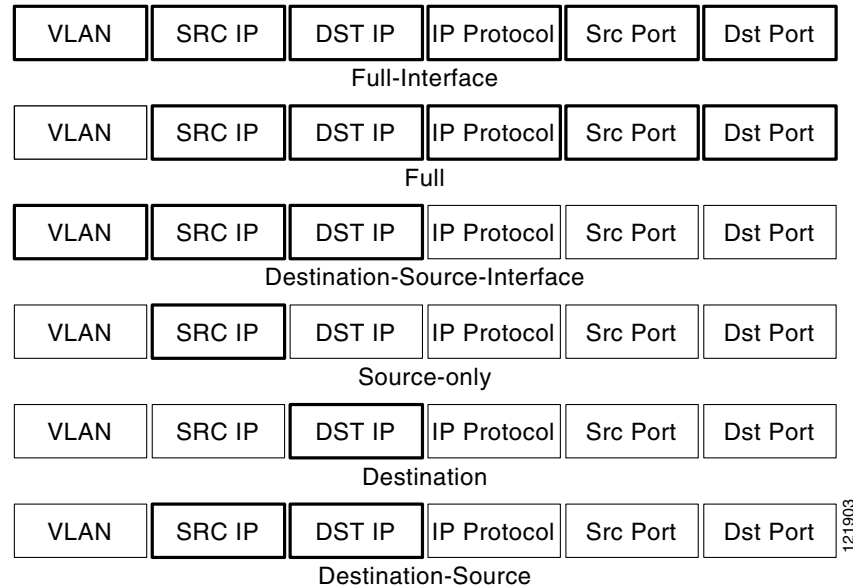 VLAN SRC IP DST IP IP Protocol Src Port Dst Port
Full-Interface
VLAN SRC IP DST IP IP Protocol Src Port Dst Port
Full
VLAN SRC IP DST IP IP Protocol Src Port Dst Port
Destination-Source-Interface
VLAN SRC IP DST IP IP Protocol Src Port Dst Port
Source-only
VLAN SRC IP DST IP IP Protocol Src Port Dst Port
Destination
VLAN SRC IP DST IP IP Protocol Src Port Dst Port
121903
Destination-Source